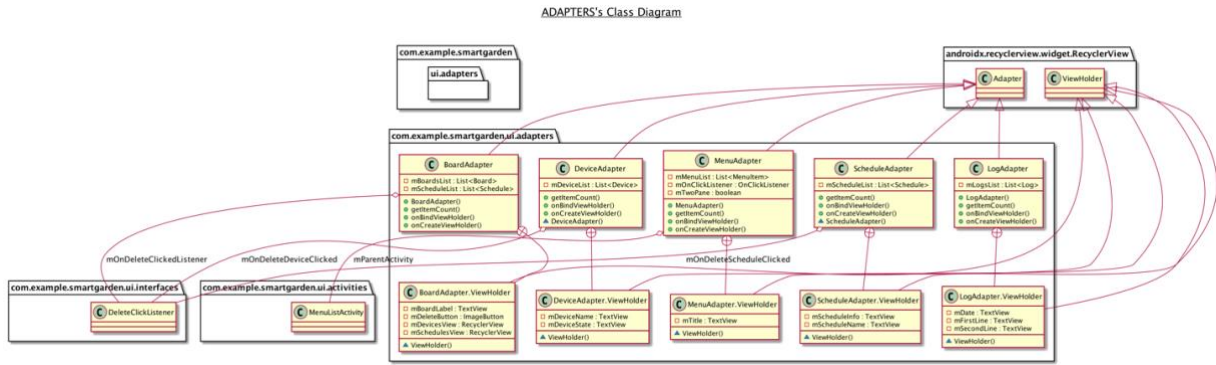 ADAPTERS's Class Diagram
com.example.smartgarden
ui.adapters
androidx.recyclerview.widget.RecyclerView
C Adapter
C ViewHolder
com.example.smartgarden.ui.adapters
C BoardAdapter
mBoardsList : List<Board>
mScheduleList : List<Schedule>
BoardAdapter()
getItemCount()
onBindViewHolder()
onCreateViewHolder()
C DeviceAdapter
mDeviceList : List<Device>
getItemCount()
onBindViewHolder()
onCreateViewHolder()
DeviceAdapter()
C MenuAdapter
mMenuList : List<MenuItem>
mOnClickListener : OnClickListener
mTwoPane : boolean
MenuAdapter()
getItemCount()
onBindViewHolder()
onCreateViewHolder()
C ScheduleAdapter
mScheduleList : List<Schedule>
getItemCount()
onBindViewHolder()
onCreateViewHolder()
ScheduleAdapter()
C LogAdapter
mLogsList : List<Log>
LogAdapter()
getItemCount()
onBindViewHolder()
onCreateViewHolder()
mOnDeleteClickedListener
mOnDeleteDeviceClicked
mParentActivity
mOnDeleteScheduleClicked
com.example.smartgarden.ui.interfaces
C DeleteClickListener
com.example.smartgarden.ui.activities
C MenuListActivity
C BoardAdapter.ViewHolder
mBoardLabel : TextView
mDeleteButton : ImageButton
mDevicesView : RecyclerView
mSchedulesView : RecyclerView
ViewHolder()
C DeviceAdapter.ViewHolder
mDeviceName : TextView
mDeviceState : TextView
ViewHolder()
C MenuAdapter.ViewHolder
mTitle : TextView
ViewHolder()
C ScheduleAdapter.ViewHolder
mScheduleInfo : TextView
mScheduleName : TextView
ViewHolder()
C LogAdapter.ViewHolder
mDate : TextView
mFirstLine : TextView
mSecondLine : TextView
ViewHolder()